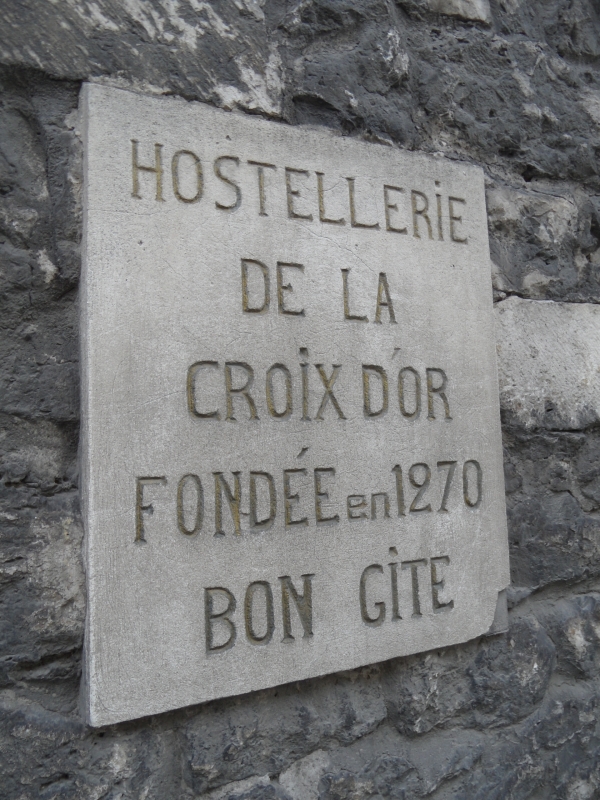 HOSTELLERiE
DE LA
CROiX D'OR
FONDÉE en 1270
BON GÎTE